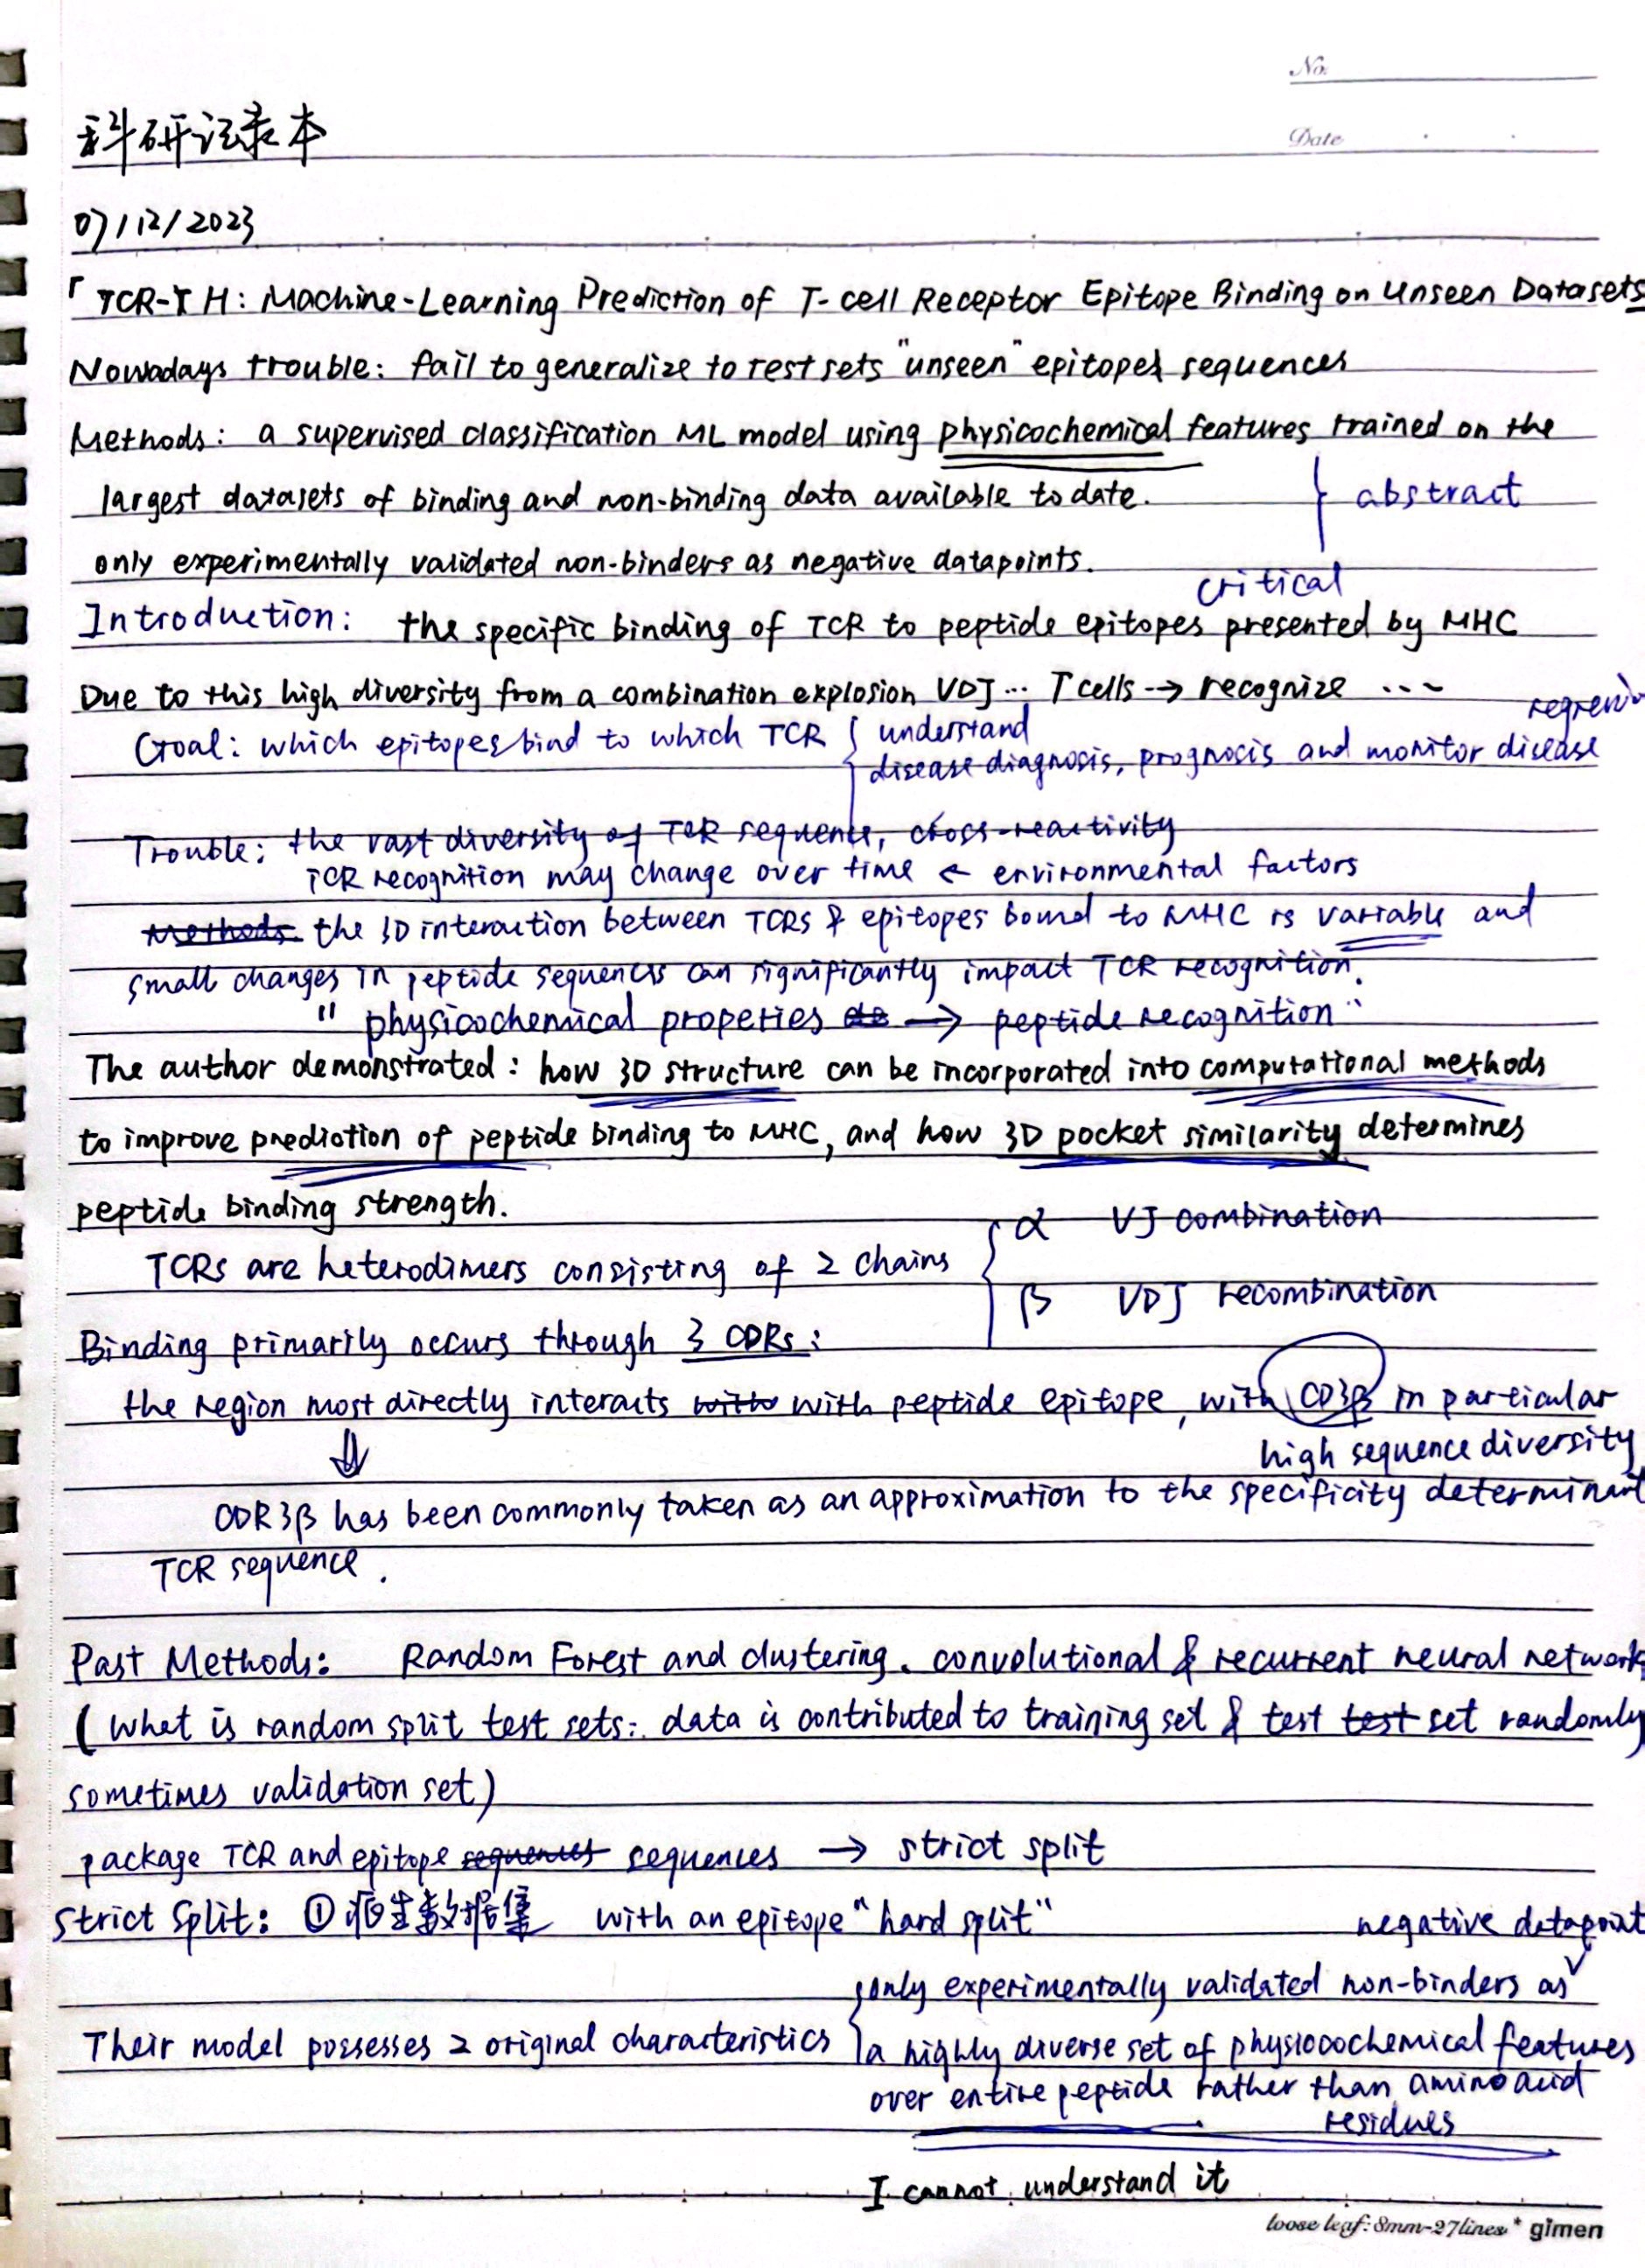 No.
科研记录本
Date
07/12/2023
「TCR-TH: Machine-Learning Prediction of T-cell Receptor Epitope Binding on Unseen Datasets
Nowadays trouble: fail to generalize to test sets "unseen" epitopes sequences
Methods: a supervised classification ML model using physicochemical features trained on the
largest datasets of binding and non-binding data available to date.
abstract
only experimentally validated non-binders as negative datapoints.
critical
Introduction: the specific binding of TCR to peptide epitopes presented by MHC
Due to this high diversity from a combination explosion VDJ... T cells → recognize ...
Goal: which epitopes bind to which TCR { understand
disease diagnosis, prognosis and monitor disease
Trouble: the vast diversity of TCR sequence, cross-reactivity
TCR recognition may change over time ← environmental factors
Methods the 3D interaction between TCRs & epitopes bound to MHC is variable and
small changes in peptide sequences can significantly impact TCR recognition.
" physicochemical properties → peptide recognition "
The author demonstrated: how 3D structure can be incorporated into computational methods
to improve prediction of peptide binding to MHC, and how 3D pocket similarity determines
peptide binding strength.
α VJ combination
TCRs are heterodimers consisting of 2 chains
β VDJ recombination
Binding primarily occurs through 3 CDRs:
the region most directly interacts with with peptide epitope, with CD3β in particular
high sequence diversity
CDR3β has been commonly taken as an approximation to the specificity determinant
TCR sequence.
Past Methods: Random Forest and clustering. convolutional & recurrent neural network
(What is random split test sets: data is contributed to training set & test test set randomly
sometimes validation set)
package TCR and epitope sequences sequences → strict split
Strict Split: ① 原生数据集 with an epitope "hard split"
negative datapoint
only experimentally validated non-binders as
Their model possesses 2 original characteristics
a highly diverse set of physiocochemical features
over entire peptide rather than amino acid
residues
I cannot understand it
loose leaf: 8mm-27lines * gimen